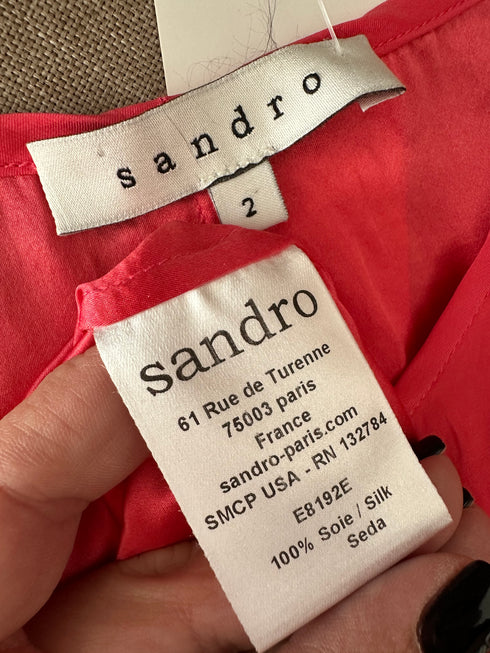 sandro
2
sandro
61 Rue de Turenne
75003 paris
France
sandro-paris.com
SMCP USA - RN 132784
E8192E
100% Soie / Silk
Seda